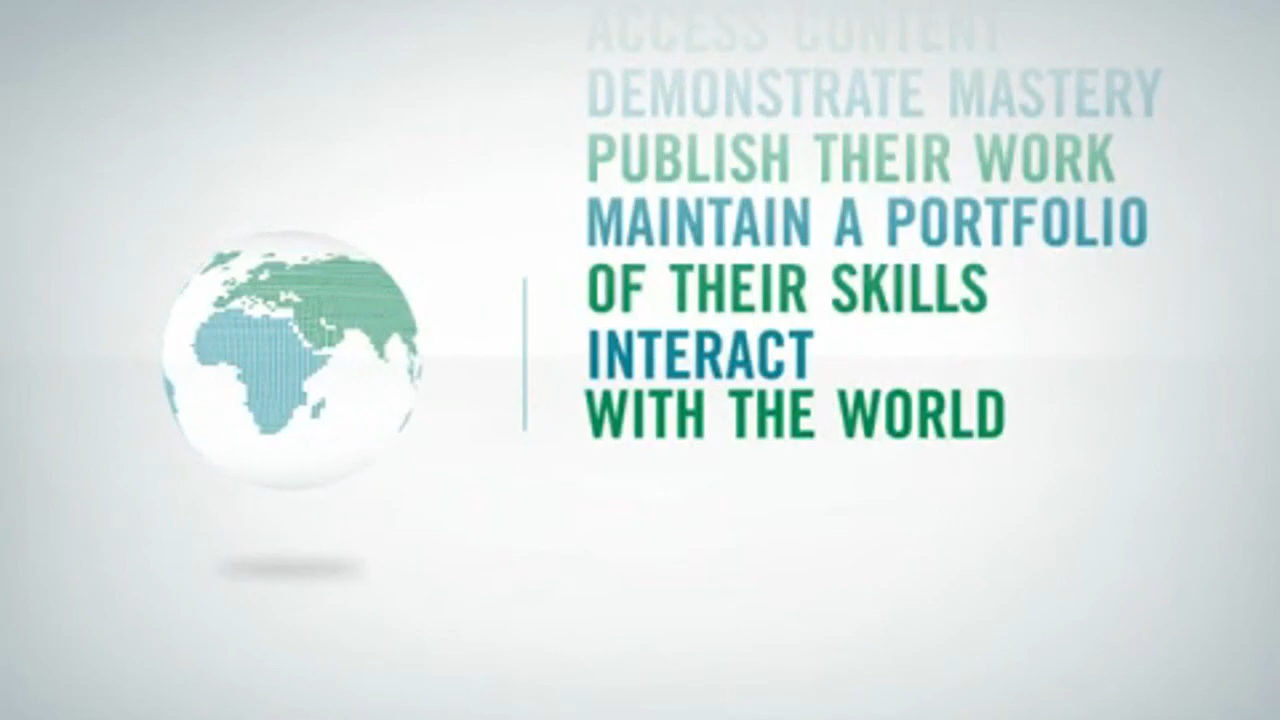 ACCESS CONTENT
DEMONSTRATE MASTERY
PUBLISH THEIR WORK
MAINTAIN A PORTFOLIO
OF THEIR SKILLS
INTERACT
WITH THE WORLD